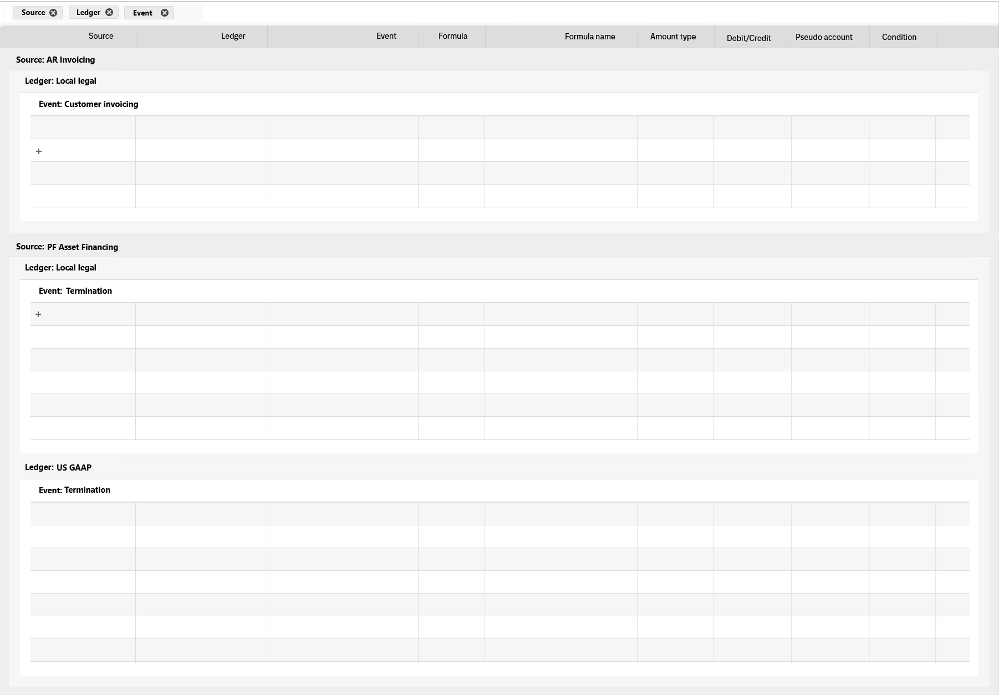 Source Ledger Event
Source Ledger Event Formula Formula name Amount type Debit/Credit Pseudo account Condition
Source: AR Invoicing
Ledger: Local legal
Event: Customer invoicing
+
Source: PF Asset Financing
Ledger: Local legal
Event: Termination
+
Ledger: US GAAP
Event: Termination